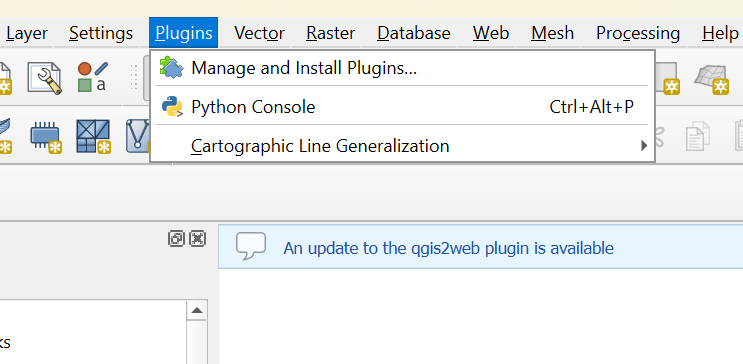 Layer Settings Plugins Vector Raster Database Web Mesh Processing Help
Manage and Install Plugins...
a
Python Console Ctrl+Alt+P
Cartographic Line Generalization
An update to the qgis2web plugin is available
ks